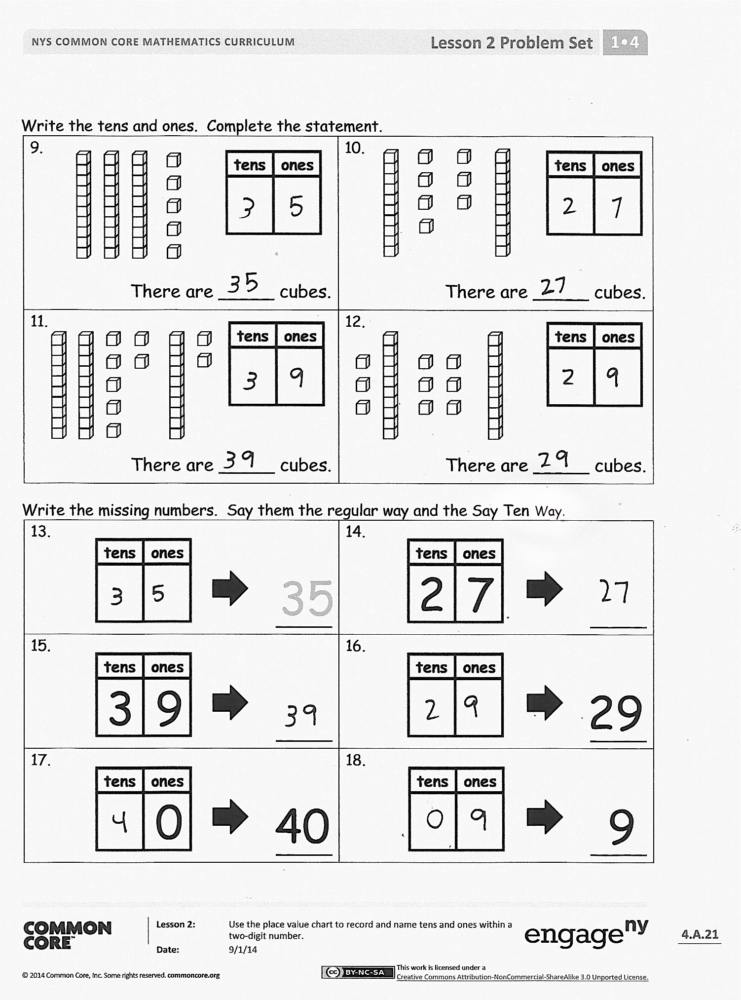 NYS COMMON CORE MATHEMATICS CURRICULUM Lesson 2 Problem Set 1•4
Write the tens and ones. Complete the statement.
9.
tens ones
3 5
There are 35 cubes.
10.
tens ones
2 7
There are 27 cubes.
11.
tens ones
3 9
There are 39 cubes.
12.
tens ones
2 9
There are 29 cubes.
Write the missing numbers. Say them the regular way and the Say Ten Way.
13.
tens ones
3 5 35
14.
tens ones
2 7 27
15.
tens ones
3 9 39
16.
tens ones
2 9 29
17.
tens ones
4 0 40
18.
tens ones
0 9 9
COMMON
CORE™
Lesson 2: Use the place value chart to record and name tens and ones within a
two-digit number.
Date: 9/1/14
engageny
4.A.21
© 2014 Common Core, Inc. Some rights reserved. commoncore.org
cc BY-NC-SA
This work is licensed under a
Creative Commons Attribution-NonCommercial-ShareAlike 3.0 Unported License.